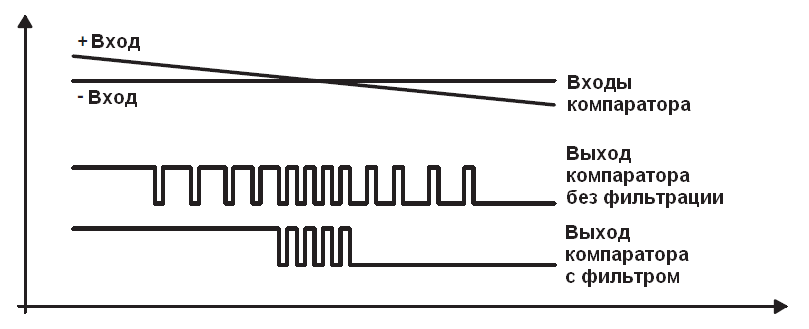 + Вход
- Вход
Входы
компаратора
Выход
компаратора
без фильтрации
Выход
компаратора
с фильтром